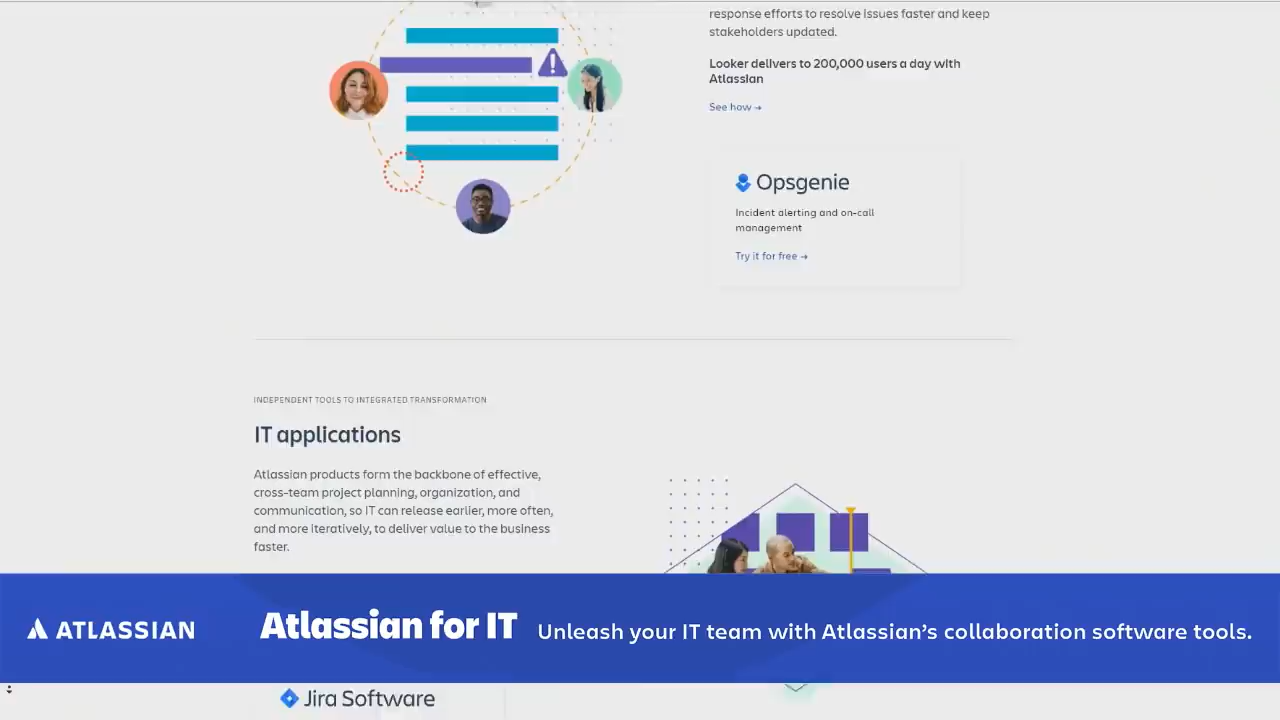 response efforts to resolve issues faster and keep
stakeholders updated.
Looker delivers to 200,000 users a day with
Atlassian
See how →
Opsgenie
Incident alerting and on-call
management
Try it for free →
INDEPENDENT TOOLS TO INTEGRATED TRANSFORMATION
IT applications
Atlassian products form the backbone of effective,
cross-team project planning, organization, and
communication, so IT can release earlier, more often,
and more iteratively, to deliver value to the business
faster.
ATLASSIAN
Atlassian for IT
Unleash your IT team with Atlassian’s collaboration software tools.
Jira Software